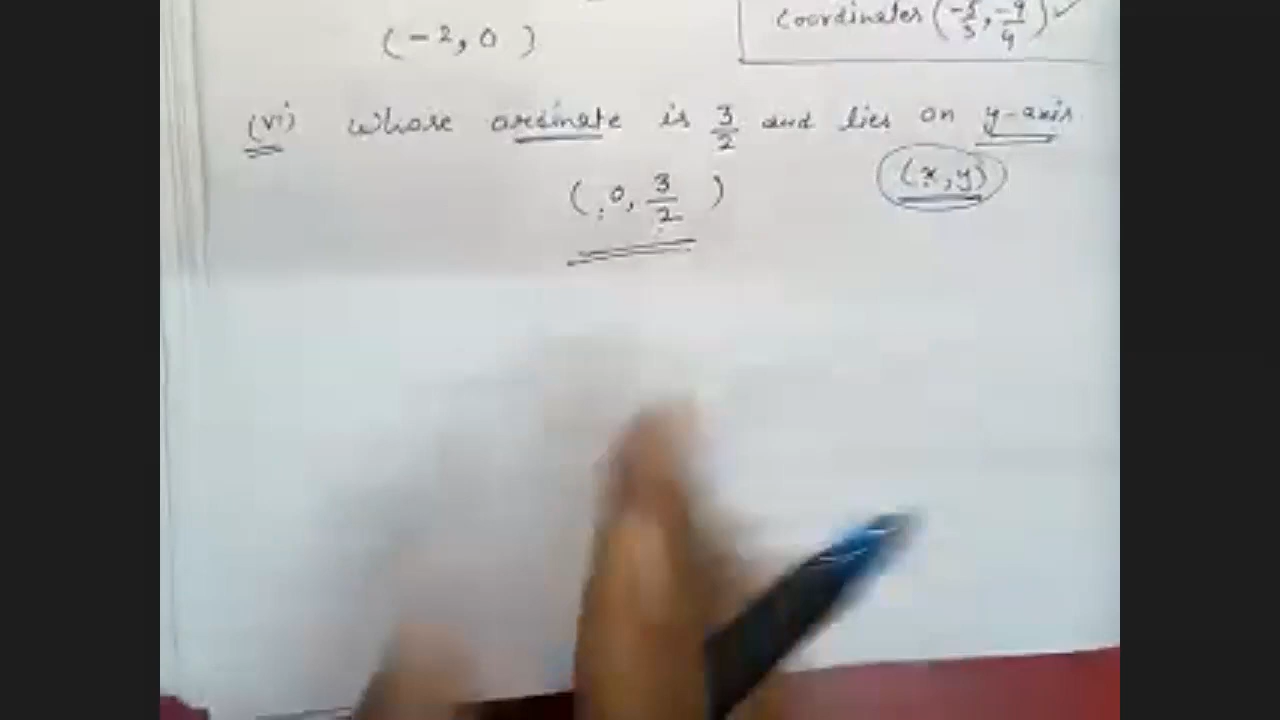 coordinates (-5/3, -9/4) ✓
(-2, 0 )
(vi) whose ordinate is 3/2 and lies on y-axis
(x, y)
( 0, 3/2 )